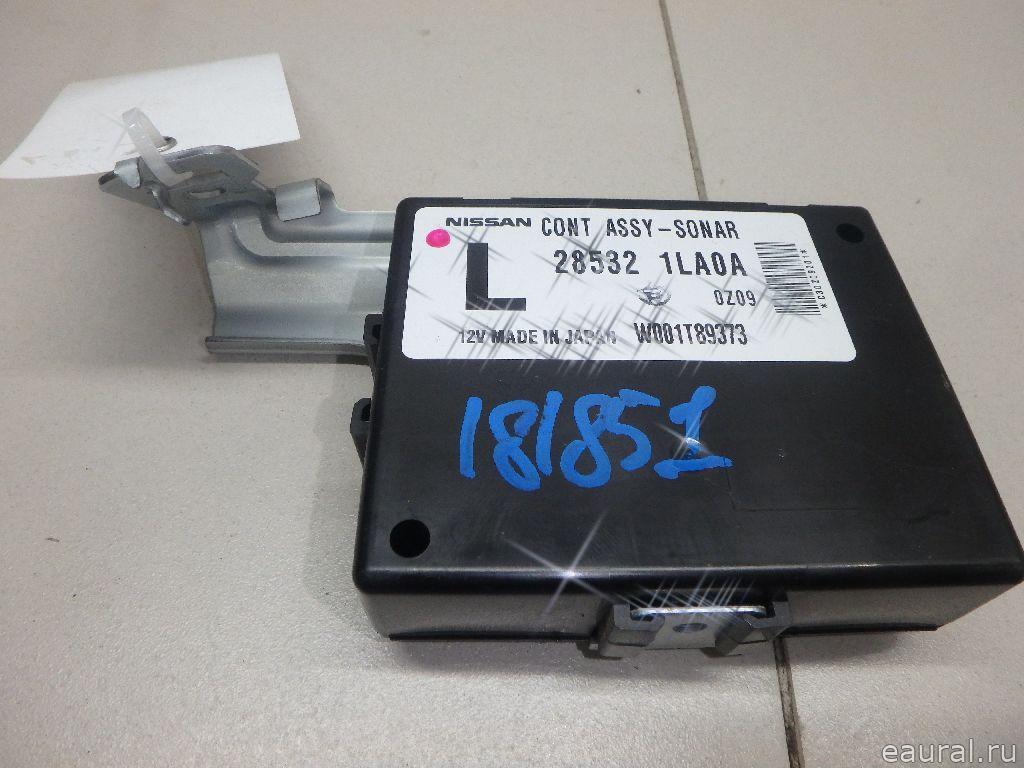 NISSAN CONT ASSY-SONAR
L
28532 1LA0A
0Z09
12V MADE IN JAPAN W001T89373
181851
eaural.ru